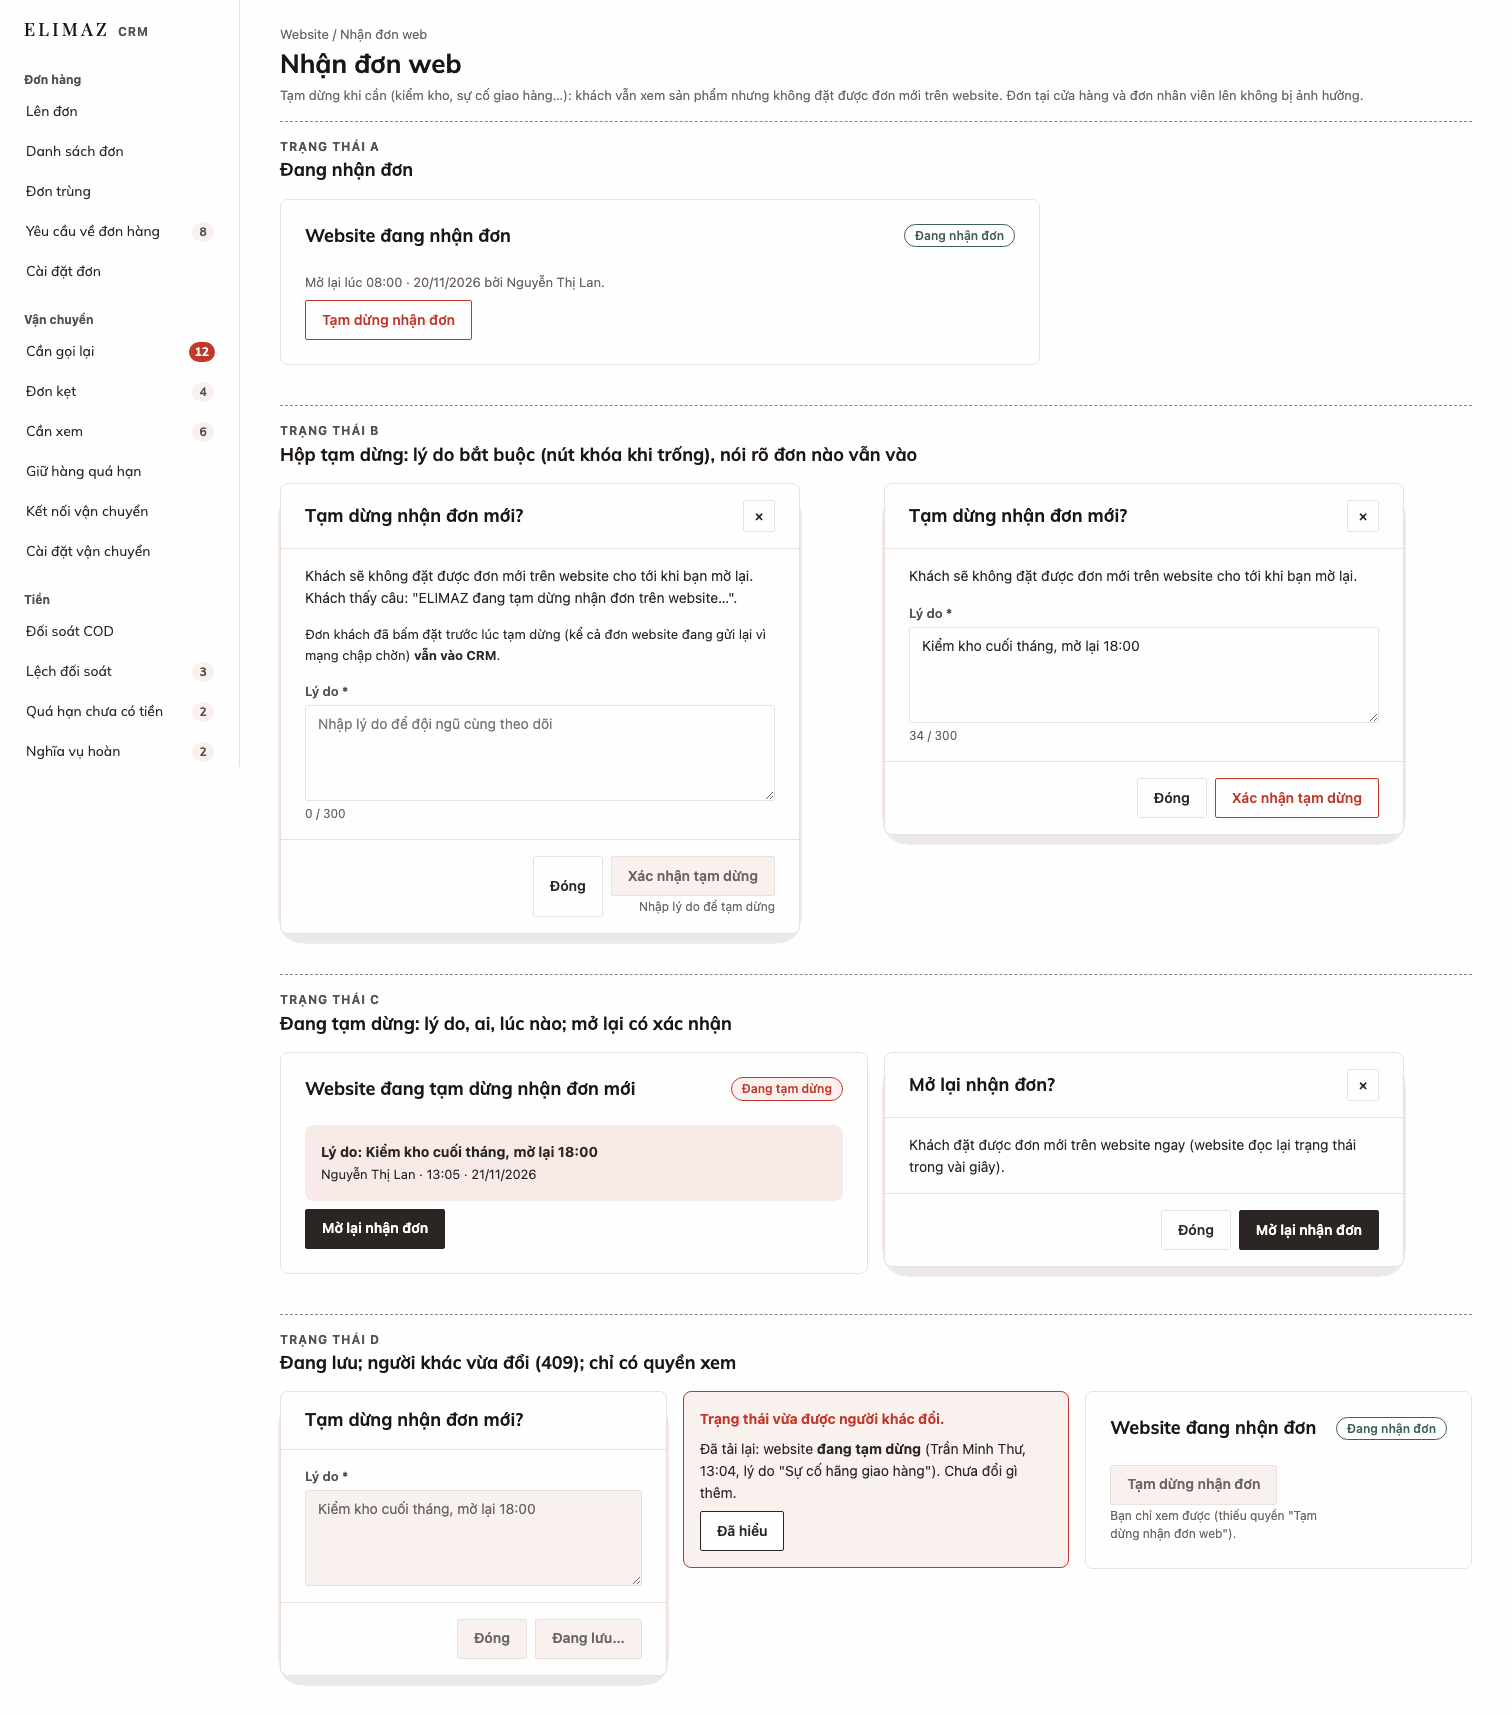 ELIMAZ CRM
Đơn hàng
Lên đơn
Danh sách đơn
Đơn trùng
Yêu cầu về đơn hàng 8
Cài đặt đơn
Vận chuyển
Cần gọi lại 12
Đơn kẹt 4
Cần xem 6
Giữ hàng quá hạn
Kết nối vận chuyển
Cài đặt vận chuyển
Tiền
Đối soát COD
Lệch đối soát 3
Quá hạn chưa có tiền 2
Nghĩa vụ hoàn 2
Website / Nhận đơn web
Nhận đơn web
Tạm dừng khi cần (kiểm kho, sự cố giao hàng...): khách vẫn xem sản phẩm nhưng không đặt được đơn mới trên website. Đơn tại cửa hàng và đơn nhân viên lên không bị ảnh hưởng.
TRẠNG THÁI A
Đang nhận đơn
Website đang nhận đơn
Đang nhận đơn
Mở lại lúc 08:00 · 20/11/2026 bởi Nguyễn Thị Lan.
Tạm dừng nhận đơn
TRẠNG THÁI B
Hộp tạm dừng: lý do bắt buộc (nút khóa khi trống), nói rõ đơn nào vẫn vào
Tạm dừng nhận đơn mới?
×
Khách sẽ không đặt được đơn mới trên website cho tới khi bạn mở lại.
Khách thấy câu: "ELIMAZ đang tạm dừng nhận đơn trên website...".
Đơn khách đã bấm đặt trước lúc tạm dừng (kể cả đơn website đang gửi lại vì
mạng chập chờn) vẫn vào CRM.
Lý do *
Nhập lý do để đội ngũ cùng theo dõi
0 / 300
Đóng
Xác nhận tạm dừng
Nhập lý do để tạm dừng
Tạm dừng nhận đơn mới?
×
Khách sẽ không đặt được đơn mới trên website cho tới khi bạn mở lại.
Lý do *
Kiểm kho cuối tháng, mở lại 18:00
34 / 300
Đóng
Xác nhận tạm dừng
TRẠNG THÁI C
Đang tạm dừng: lý do, ai, lúc nào; mở lại có xác nhận
Website đang tạm dừng nhận đơn mới
Đang tạm dừng
Lý do: Kiểm kho cuối tháng, mở lại 18:00
Nguyễn Thị Lan · 13:05 · 21/11/2026
Mở lại nhận đơn
Mở lại nhận đơn?
×
Khách đặt được đơn mới trên website ngay (website đọc lại trạng thái
trong vài giây).
Đóng
Mở lại nhận đơn
TRẠNG THÁI D
Đang lưu; người khác vừa đổi (409); chỉ có quyền xem
Tạm dừng nhận đơn mới?
Lý do *
Kiểm kho cuối tháng, mở lại 18:00
Đóng
Đang lưu...
Trạng thái vừa được người khác đổi.
Đã tải lại: website đang tạm dừng (Trần Minh Thư,
13:04, lý do "Sự cố hãng giao hàng"). Chưa đổi gì
thêm.
Đã hiểu
Website đang nhận đơn
Đang nhận đơn
Tạm dừng nhận đơn
Bạn chỉ xem được (thiếu quyền "Tạm
dừng nhận đơn web").